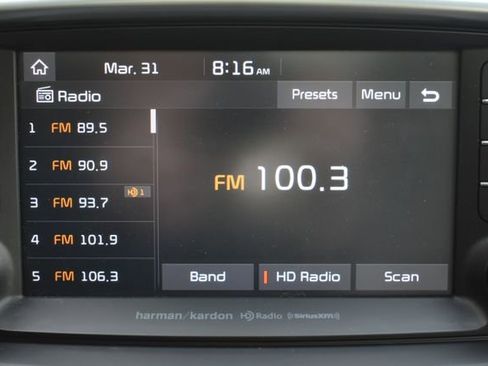 Mar. 31 8:16 AM
Radio Presets Menu
1 FM 89.5
2 FM 90.9
3 FM 93.7 HD 1
4 FM 101.9
5 FM 106.3
FM 100.3
Band HD Radio Scan
harman/kardon HD Radio ((SiriusXM))